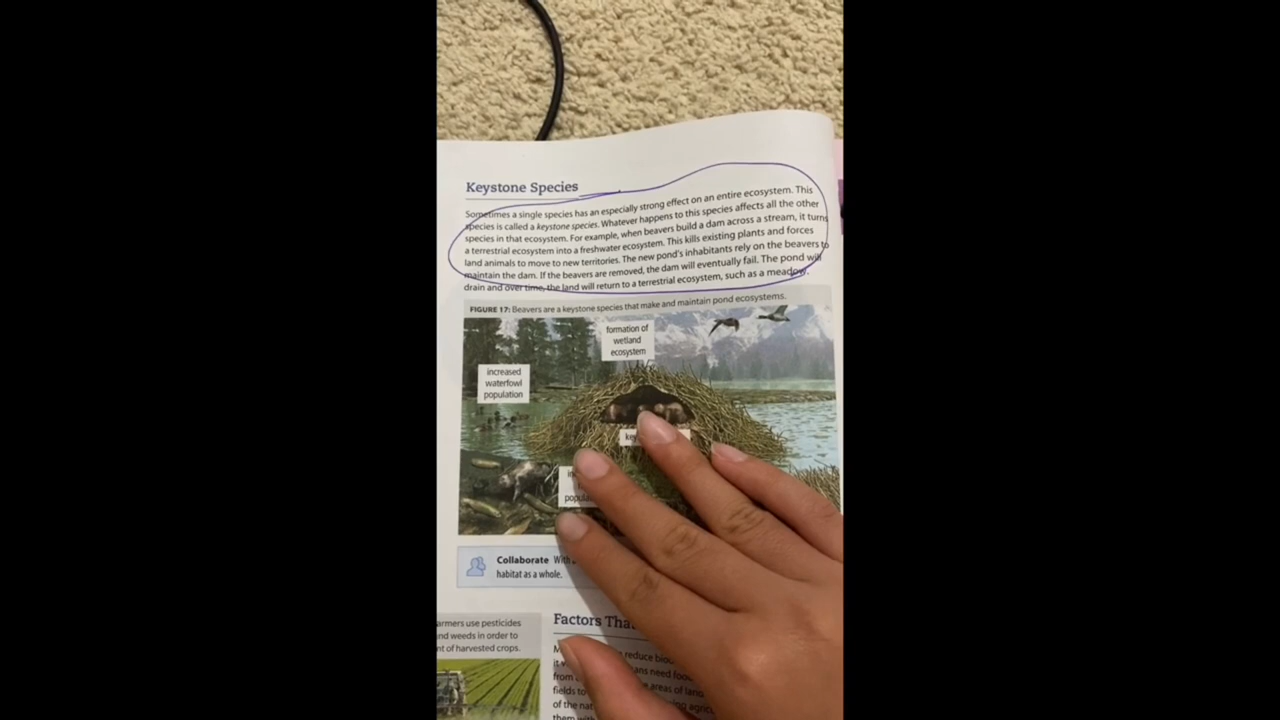 Keystone Species
Sometimes a single species has an especially strong effect on an entire ecosystem. This
species is called a keystone species. Whatever happens to this species affects all the other
species in that ecosystem. For example, when beavers build a dam across a stream, it turns
a terrestrial ecosystem into a freshwater ecosystem. This kills existing plants and forces
land animals to move to new territories. The new pond's inhabitants rely on the beavers to
maintain the dam. If the beavers are removed, the dam will eventually fail. The pond will
drain and over time, the land will return to a terrestrial ecosystem, such as a meadow.
FIGURE 17: Beavers are a keystone species that make and maintain pond ecosystems.
formation of
wetland
ecosystem
increased
waterfowl
population
Collaborate With
habitat as a whole.
armers use pesticides
nd weeds in order to
nt of harvested crops.
Factors
reduce
need
from
fields to areas of land
of the